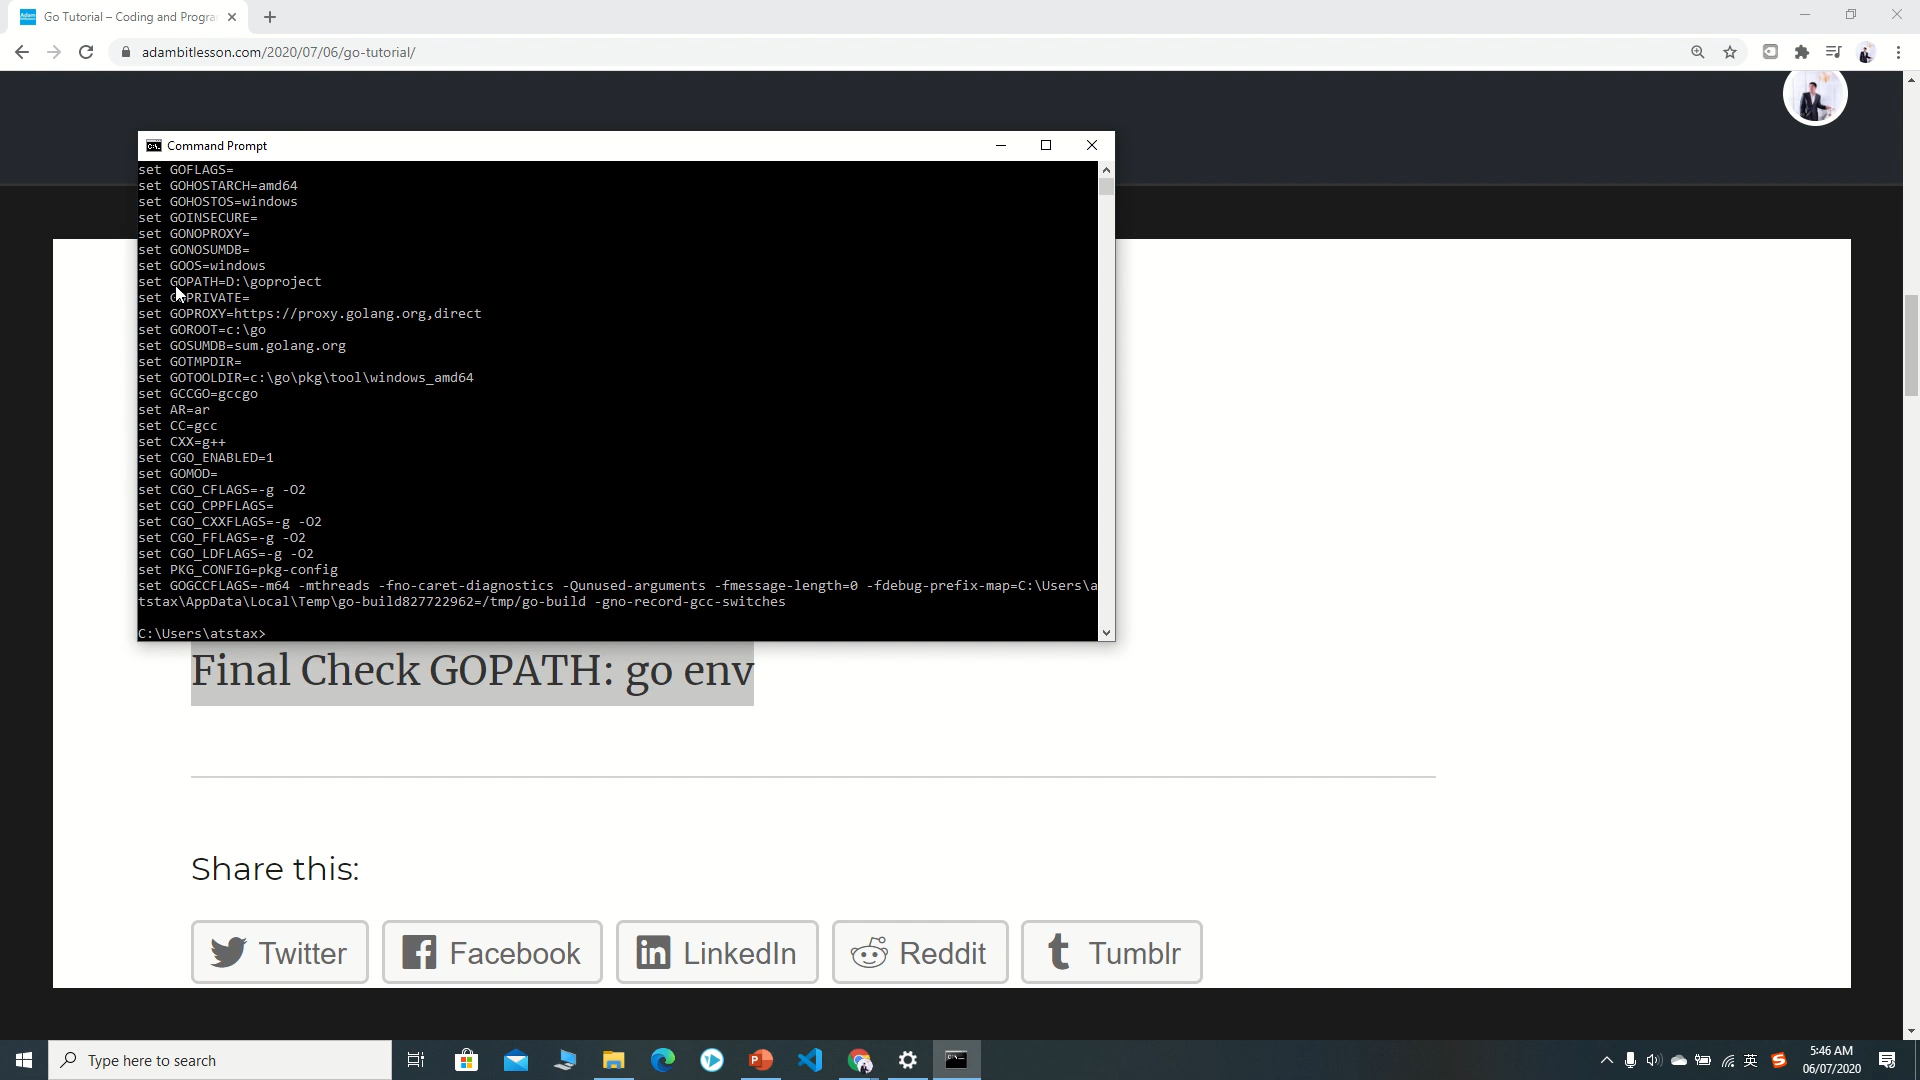 Go Tutorial – Coding and Progra
adambitlesson.com/2020/07/06/go-tutorial/
Command Prompt
set GOFLAGS=
set GOHOSTARCH=amd64
set GOHOSTOS=windows
set GOINSECURE=
set GONOPROXY=
set GONOSUMDB=
set GOOS=windows
set GOPATH=D:\goproject
set GOPRIVATE=
set GOPROXY=https://proxy.golang.org,direct
set GOROOT=c:\go
set GOSUMDB=sum.golang.org
set GOTMPDIR=
set GOTOOLDIR=c:\go\pkg\tool\windows_amd64
set GCCGO=gccgo
set AR=ar
set CC=gcc
set CXX=g++
set CGO_ENABLED=1
set GOMOD=
set CGO_CFLAGS=-g -O2
set CGO_CPPFLAGS=
set CGO_CXXFLAGS=-g -O2
set CGO_FFLAGS=-g -O2
set CGO_LDFLAGS=-g -O2
set PKG_CONFIG=pkg-config
set GOGCCFLAGS=-m64 -mthreads -fno-caret-diagnostics -Qunused-arguments -fmessage-length=0 -fdebug-prefix-map=C:\Users\a
tstax\AppData\Local\Temp\go-build827722962=/tmp/go-build -gno-record-gcc-switches
C:\Users\atstax>
Final Check GOPATH: go env
Share this:
Twitter
Facebook
LinkedIn
Reddit
Tumblr
Type here to search
英
5:46 AM
06/07/2020